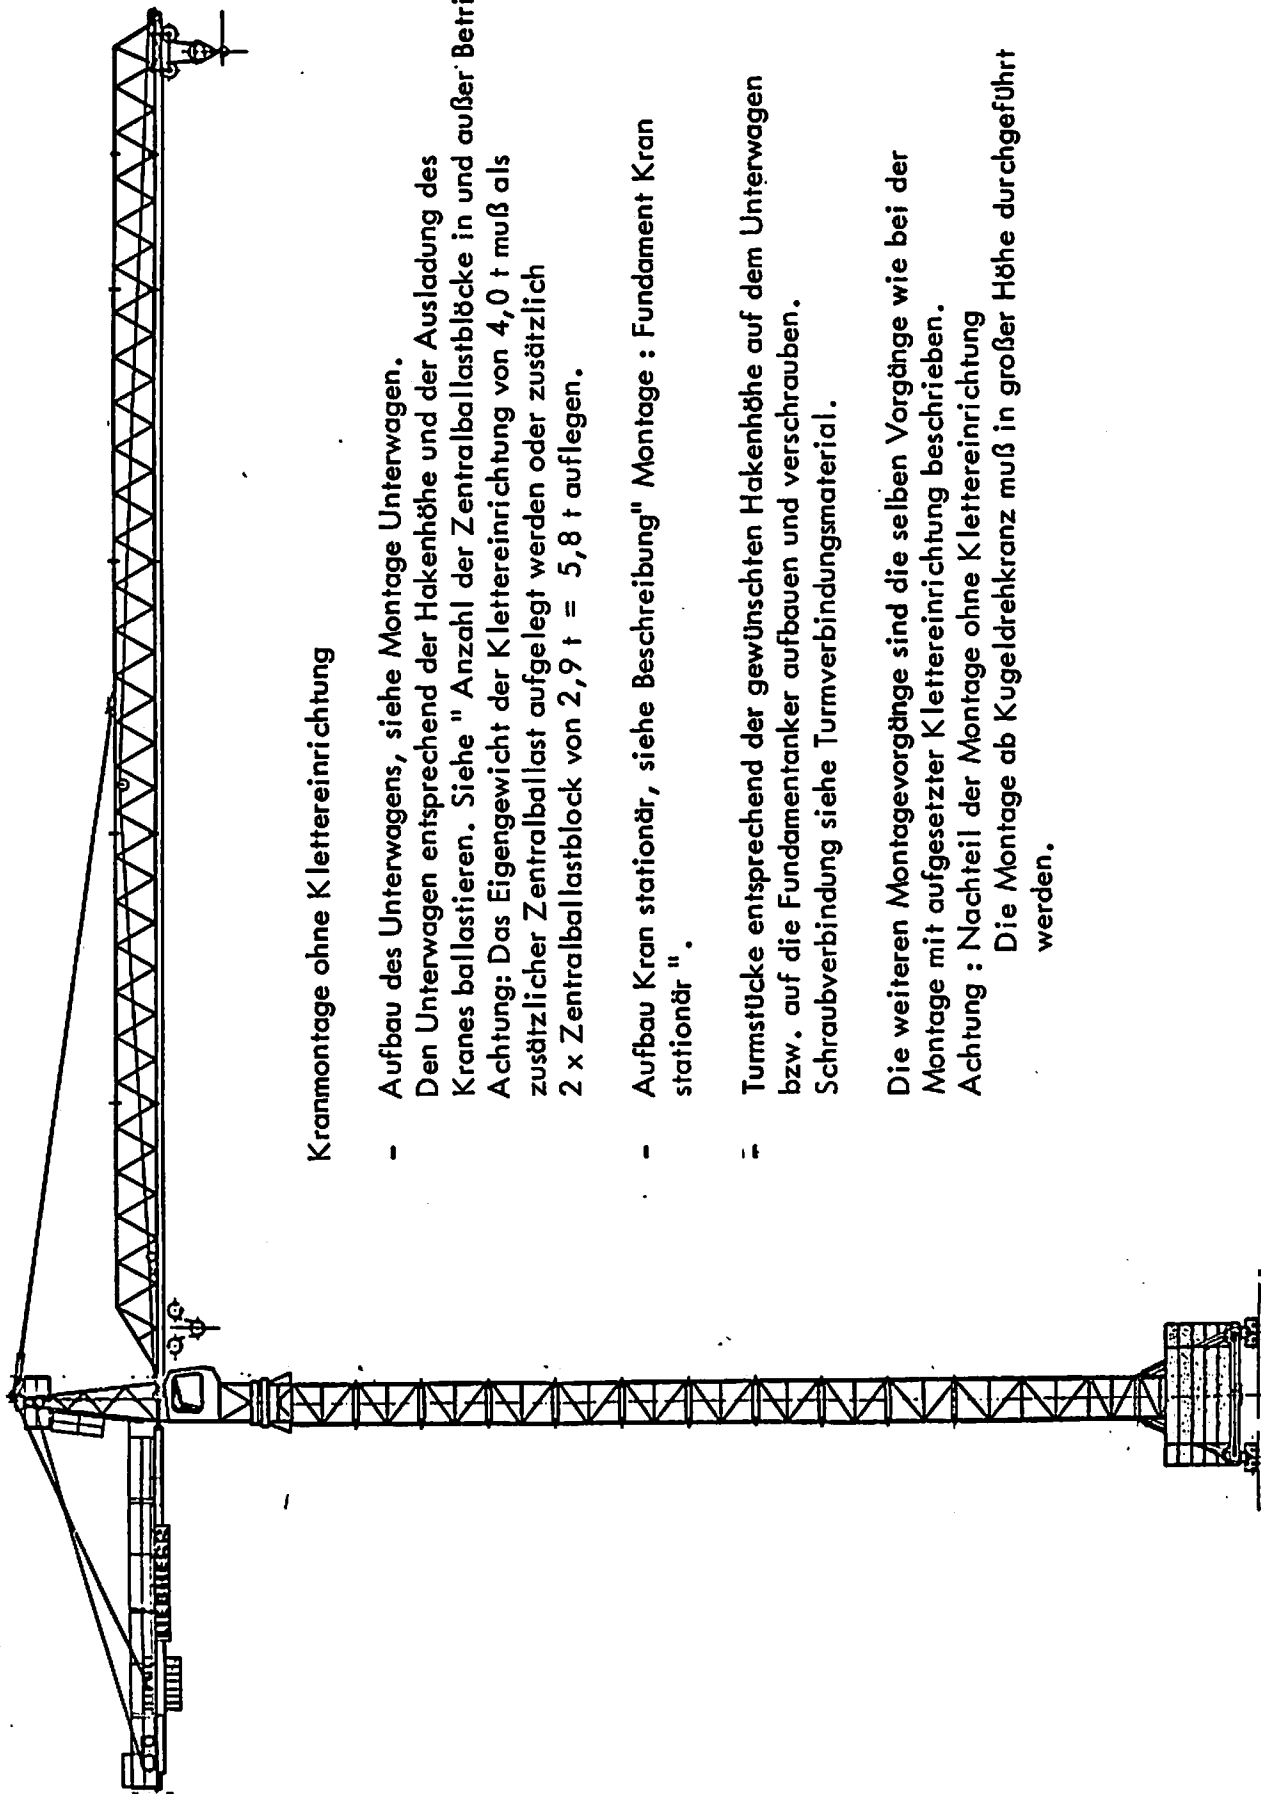 Kranmontage ohne Klettereinrichtung
- Aufbau des Unterwagens, siehe Montage Unterwagen.
Den Unterwagen entsprechend der Hakenhöhe und der Ausladung des
Kranes ballastieren. Siehe " Anzahl der Zentralballastblöcke in und außer Betri
Achtung: Das Eigengewicht der Klettereinrichtung von 4,0 t muß als
zusätzlicher Zentralballast aufgelegt werden oder zusätzlich
2 x Zentralballastblock von 2,9 t = 5,8 t auflegen.
- Aufbau Kran stationär, siehe Beschreibung" Montage : Fundament Kran
stationär ".
- Turmstücke entsprechend der gewünschten Hakenhöhe auf dem Unterwagen
bzw. auf die Fundamentanker aufbauen und verschrauben.
Schraubverbindung siehe Turmverbindungsmaterial.
Die weiteren Montagevorgänge sind die selben Vorgänge wie bei der
Montage mit aufgesetzter Klettereinrichtung beschrieben.
Achtung : Nachteil der Montage ohne Klettereinrichtung
Die Montage ab Kugeldrehkranz muß in großer Höhe durchgeführt
werden.
LIEBHERR